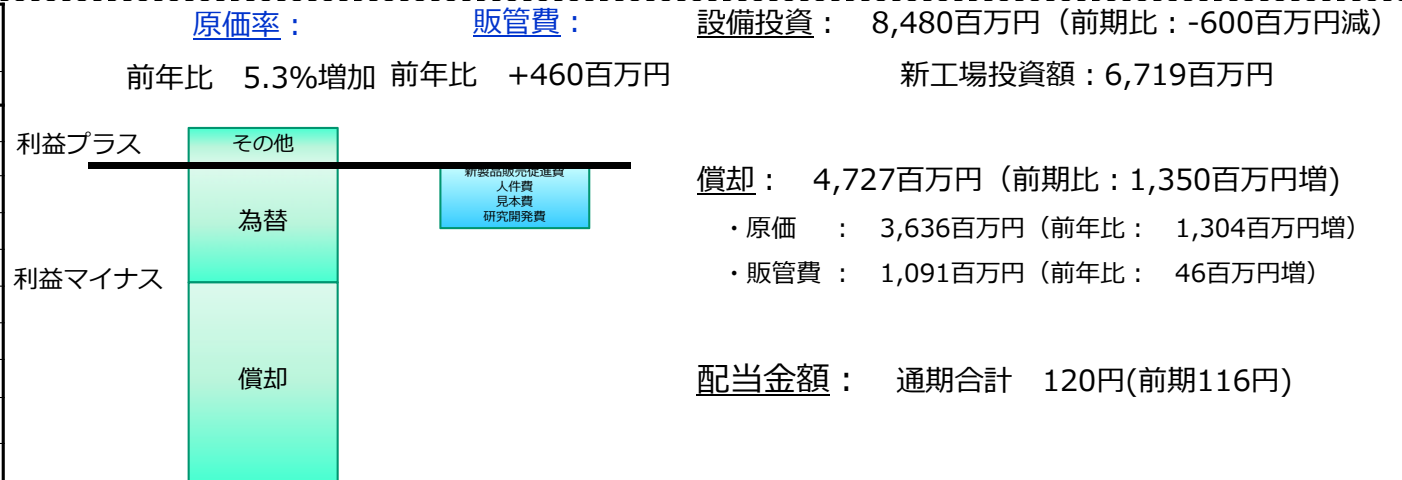 原価率：
前年比　5.3%増加
販管費：
前年比　+460百万円
利益プラス
利益マイナス
その他
為替
償却
新製品販売促進費
人件費
見本費
研究開発費
設備投資：　8,480百万円（前期比：-600百万円減）
新工場投資額：6,719百万円
償却：　4,727百万円（前期比：1,350百万円増)
・原価　：　3,636百万円（前年比：　1,304百万円増）
・販管費：　1,091百万円（前年比：　46百万円増）
配当金額：　通期合計　120円(前期116円)